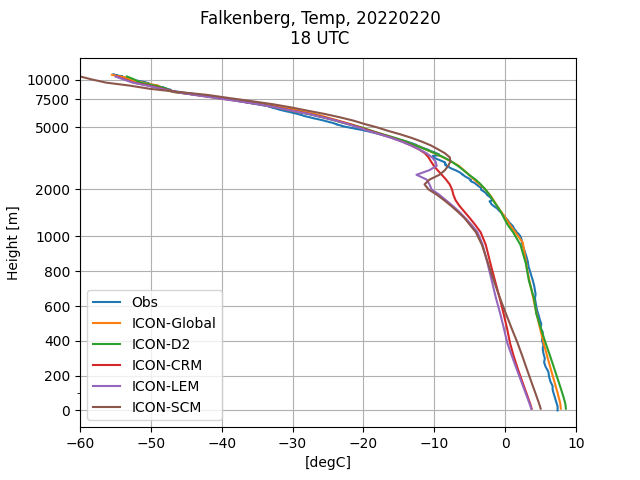 Falkenberg, Temp, 20220220
18 UTC
Height [m]
10000
7500
5000
2000
1000
800
600
400
200
0
Obs
ICON-Global
ICON-D2
ICON-CRM
ICON-LEM
ICON-SCM
−60 −50 −40 −30 −20 −10 0 10
[degC]